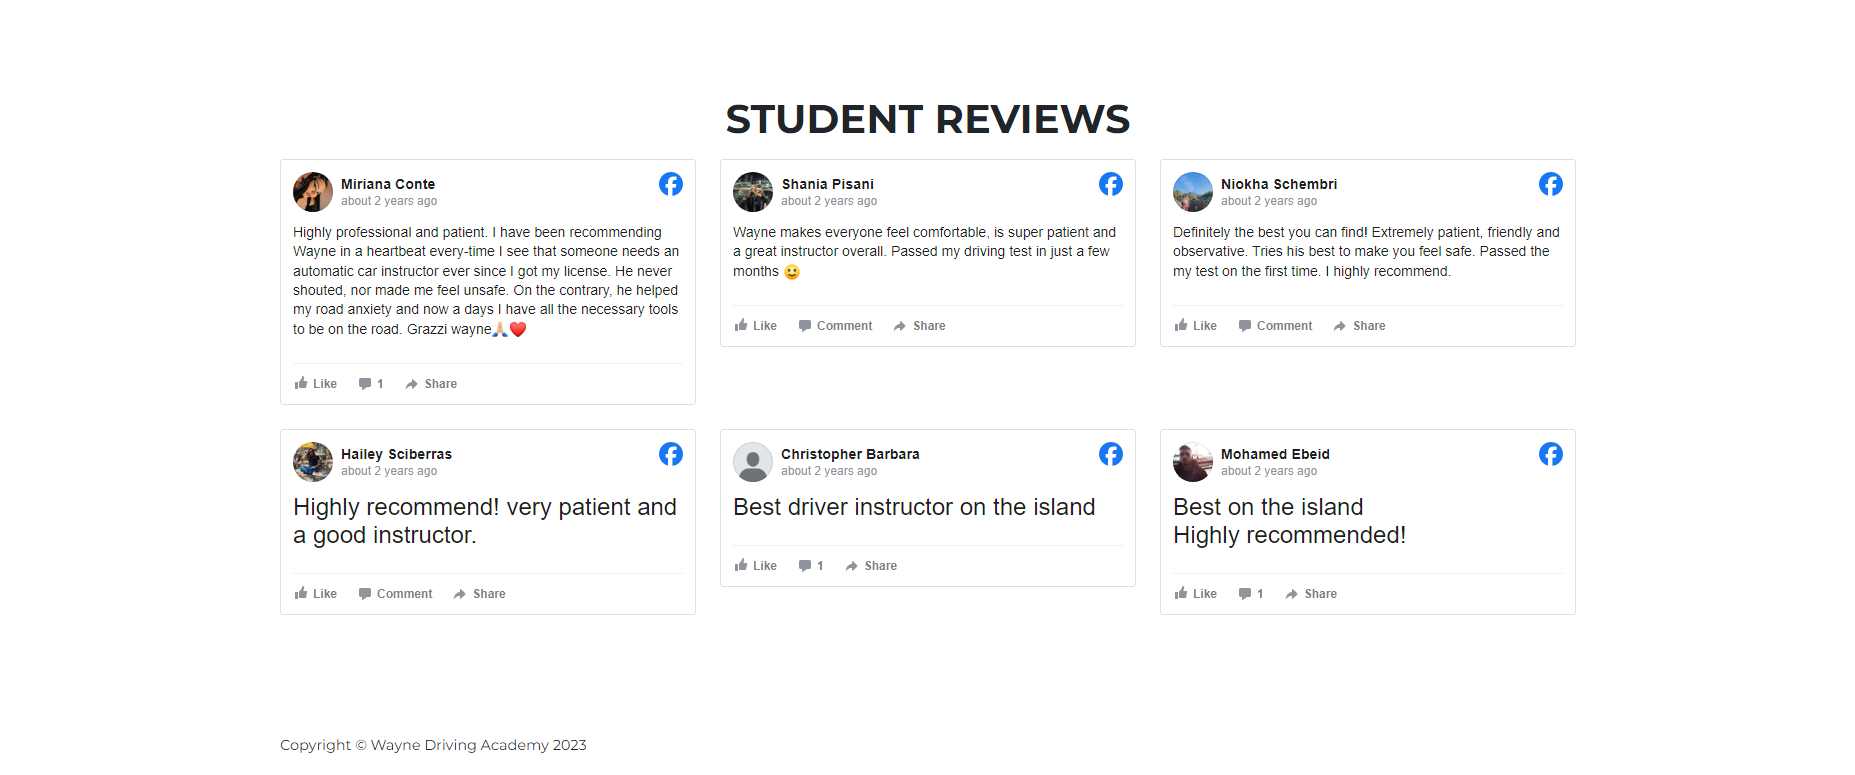 STUDENT REVIEWS
Miriana Conte
about 2 years ago
Highly professional and patient. I have been recommending
Wayne in a heartbeat every-time I see that someone needs an
automatic car instructor ever since I got my license. He never
shouted, nor made me feel unsafe. On the contrary, he helped
my road anxiety and now a days I have all the necessary tools
to be on the road. Grazzi wayne🙏🏼❤️
Like 1 Share
Shania Pisani
about 2 years ago
Wayne makes everyone feel comfortable, is super patient and
a great instructor overall. Passed my driving test in just a few
months 🙂
Like Comment Share
Niokha Schembri
about 2 years ago
Definitely the best you can find! Extremely patient, friendly and
observative. Tries his best to make you feel safe. Passed the
my test on the first time. I highly recommend.
Like Comment Share
Hailey Sciberras
about 2 years ago
Highly recommend! very patient and
a good instructor.
Like Comment Share
Christopher Barbara
about 2 years ago
Best driver instructor on the island
Like 1 Share
Mohamed Ebeid
about 2 years ago
Best on the island
Highly recommended!
Like 1 Share
Copyright © Wayne Driving Academy 2023